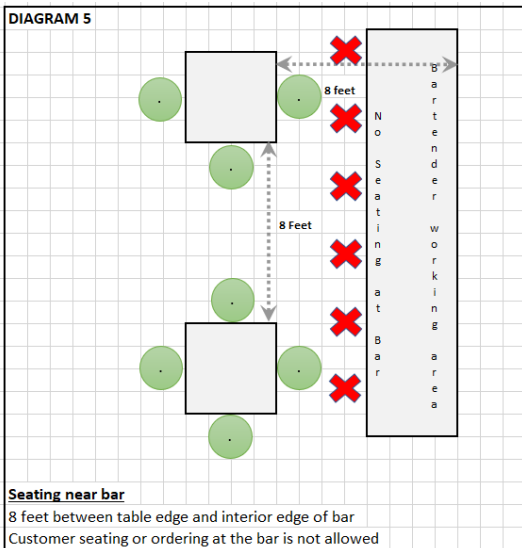 DIAGRAM 5
8 feet
8 Feet
No Seating at Bar
Bartender working area
Seating near bar
8 feet between table edge and interior edge of bar
Customer seating or ordering at the bar is not allowed